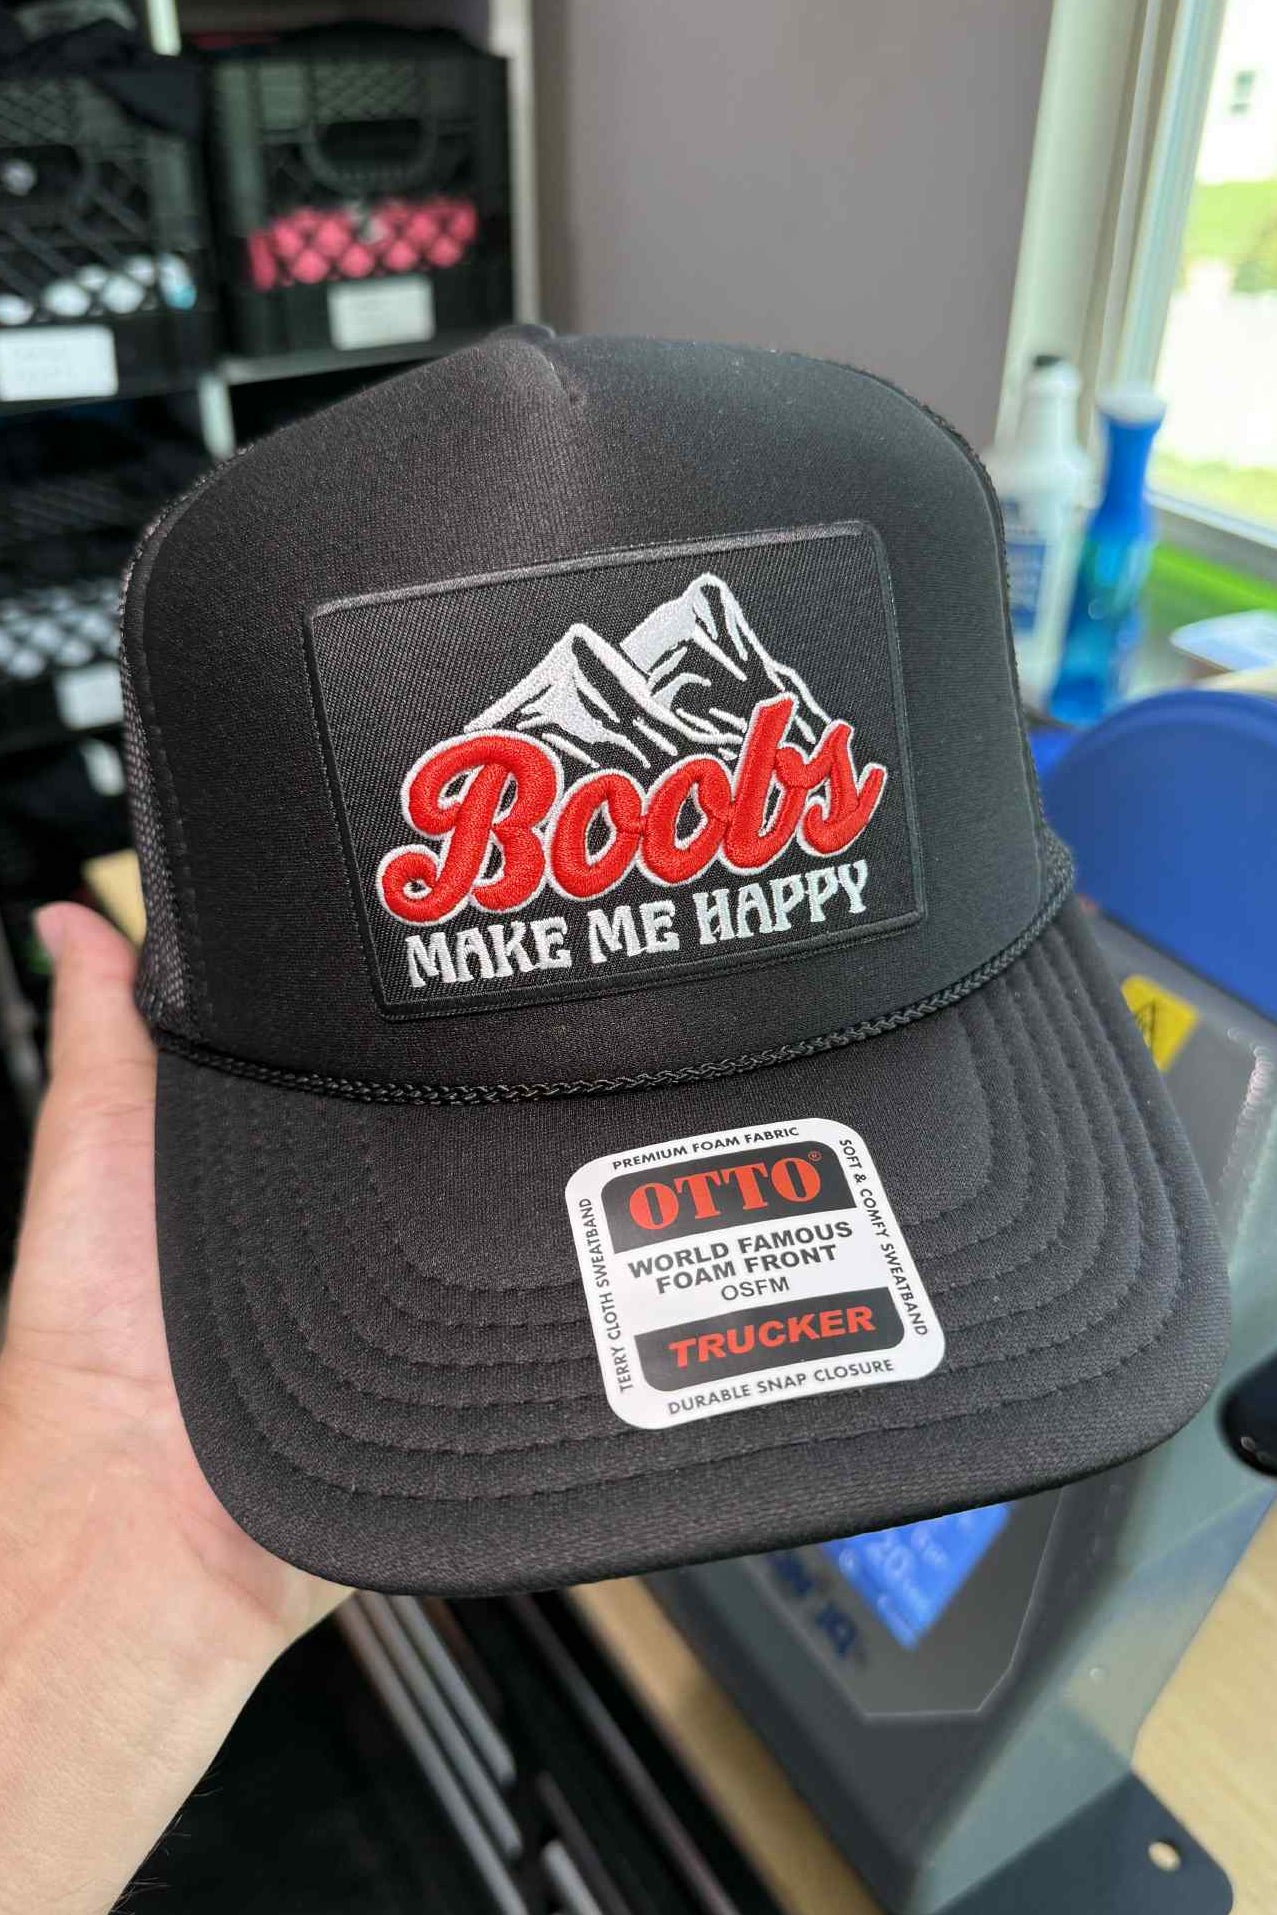 Boobs
MAKE ME HAPPY
PREMIUM FOAM FABRIC
OTTO®
WORLD FAMOUS
FOAM FRONT
OSFM
TRUCKER
DURABLE SNAP CLOSURE
TERRY CLOTH SWEATBAND
SOFT & COMFY SWEATBAND
20